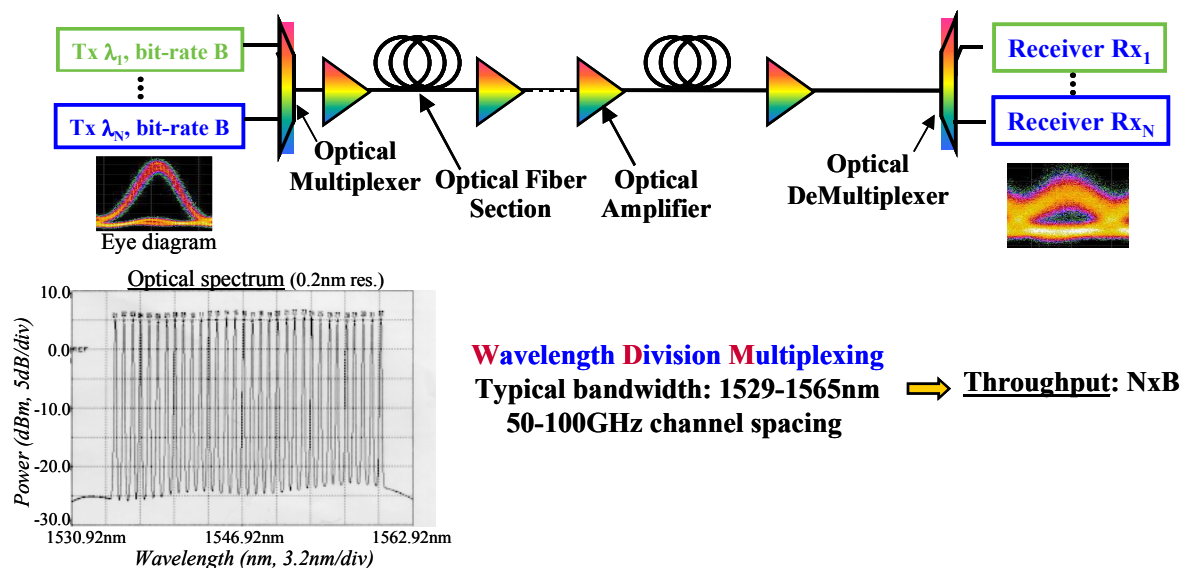 Tx λ1, bit-rate B
Tx λN, bit-rate B
Receiver Rx1
Receiver RxN
Optical
Multiplexer
Optical Fiber
Section
Optical
Amplifier
Optical
DeMultiplexer
Eye diagram
Optical spectrum (0.2nm res.)
Power (dBm, 5dB/div)
10.0
0.0
-10.0
-20.0
-30.0
1530.92nm
1546.92nm
1562.92nm
Wavelength (nm, 3.2nm/div)
Wavelength Division Multiplexing
Typical bandwidth: 1529-1565nm
50-100GHz channel spacing
Throughput: NxB